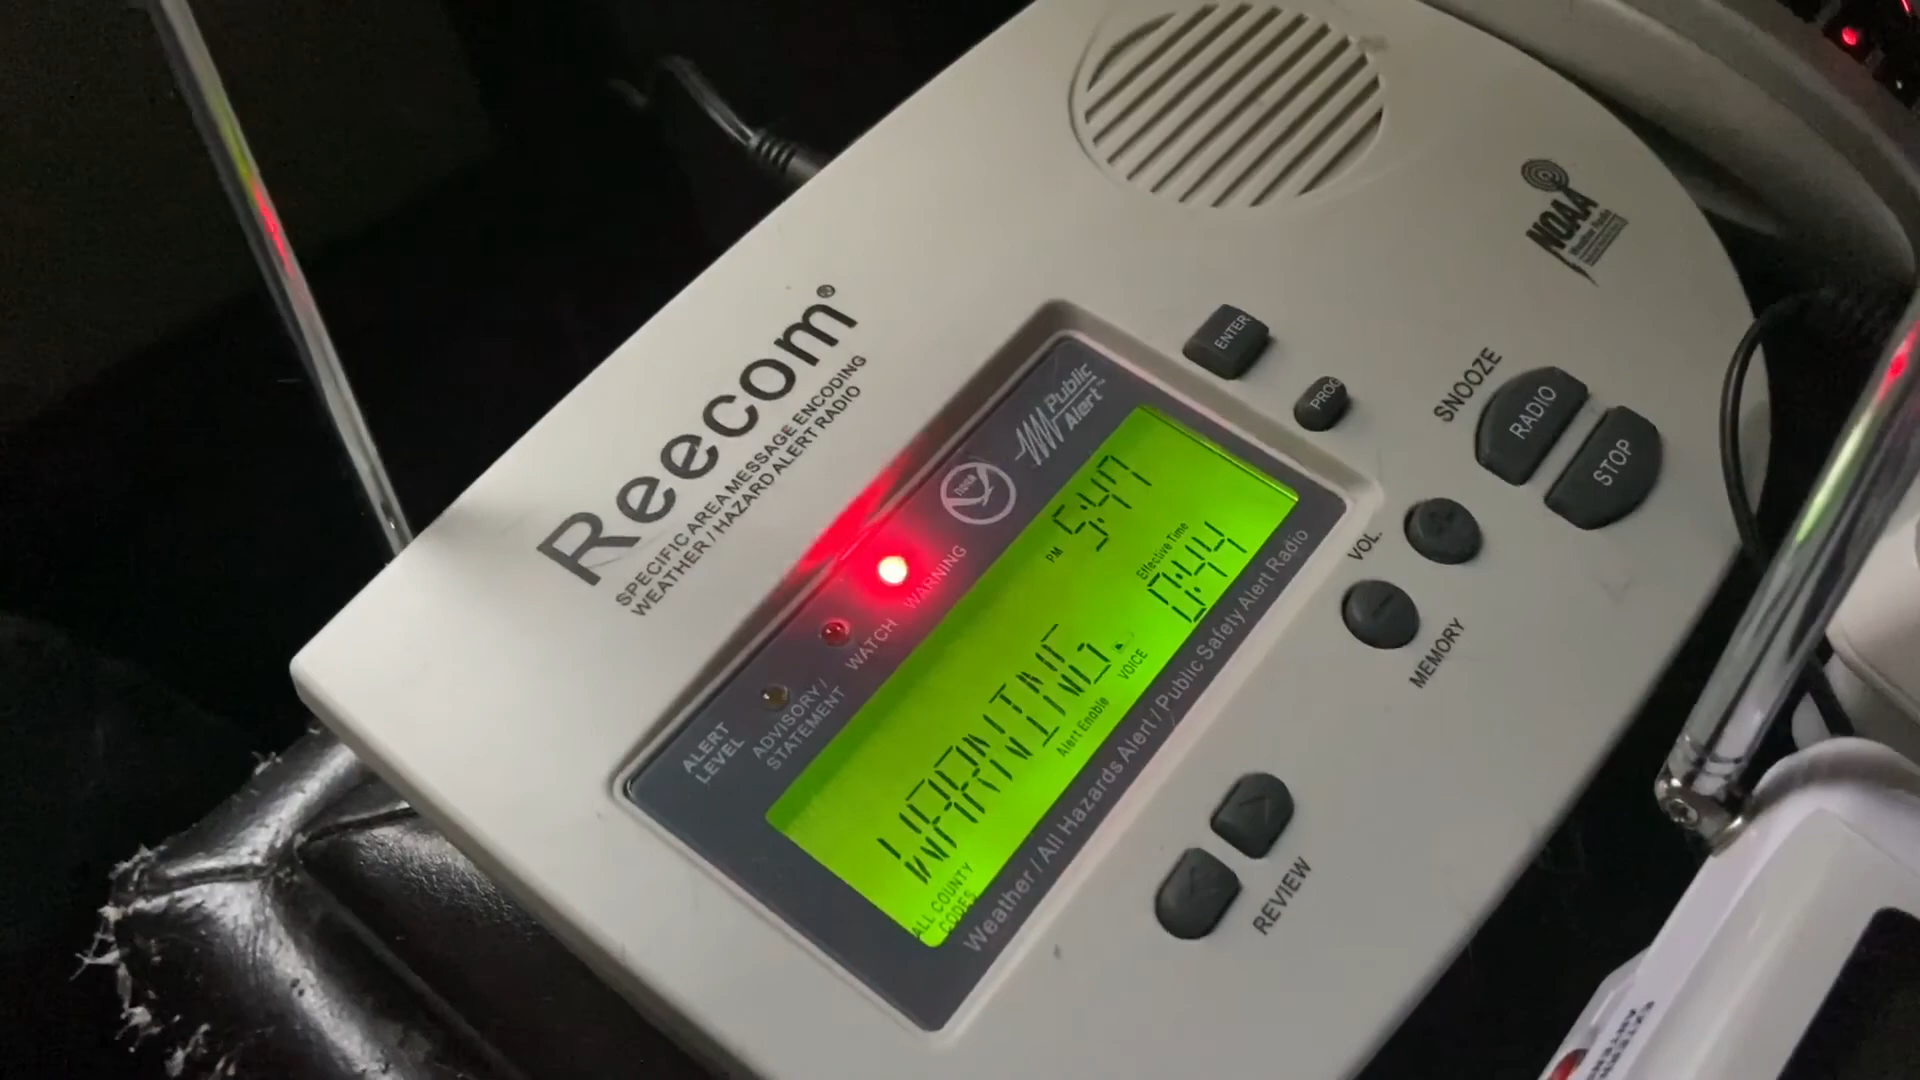 Reecom®
SPECIFIC AREA MESSAGE ENCODING
WEATHER / HAZARD ALERT RADIO
NOAA
ENTER
PROG
SNOOZE
RADIO
STOP
VOL.
MEMORY
REVIEW
Public
Alert™
WARNING
WATCH
ADVISORY /
STATEMENT
ALERT
LEVEL
PM 5:47
Effective Time
0:44
WARNING
VOICE
Alert Enable
ALL COUNTY
CODES
Weather / All Hazards Alert / Public Safety Alert Radio